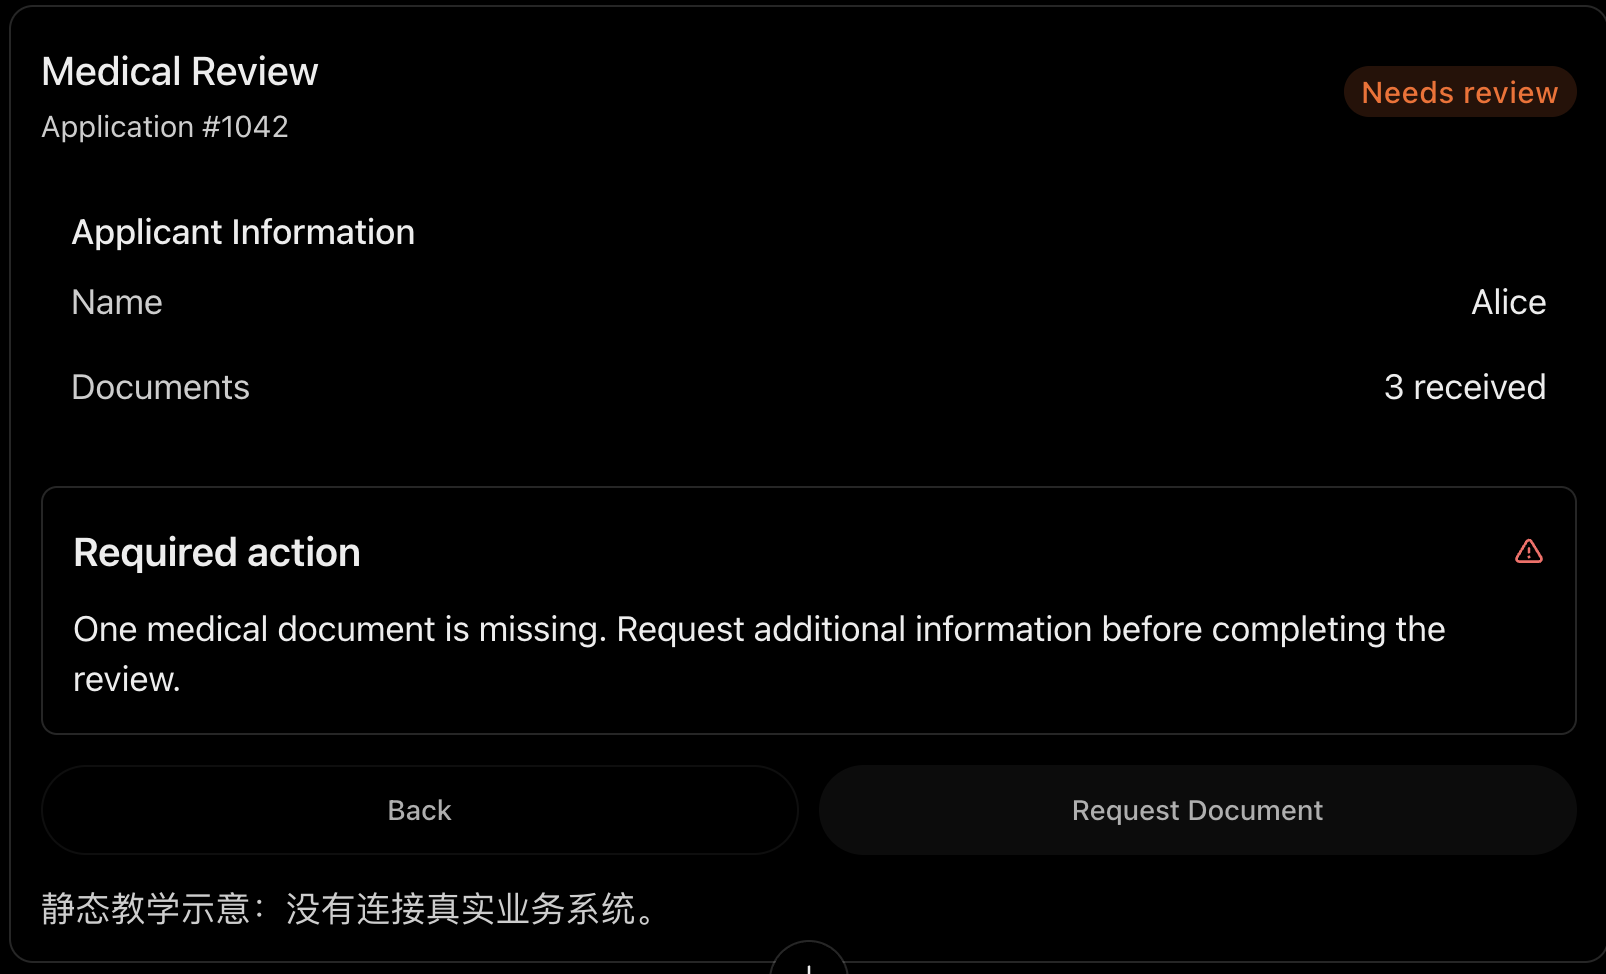 Medical Review
Needs review
Application #1042
Applicant Information
Name
Alice
Documents
3 received
Required action
One medical document is missing. Request additional information before completing the
review.
Back
Request Document
静态教学示意：没有连接真实业务系统。